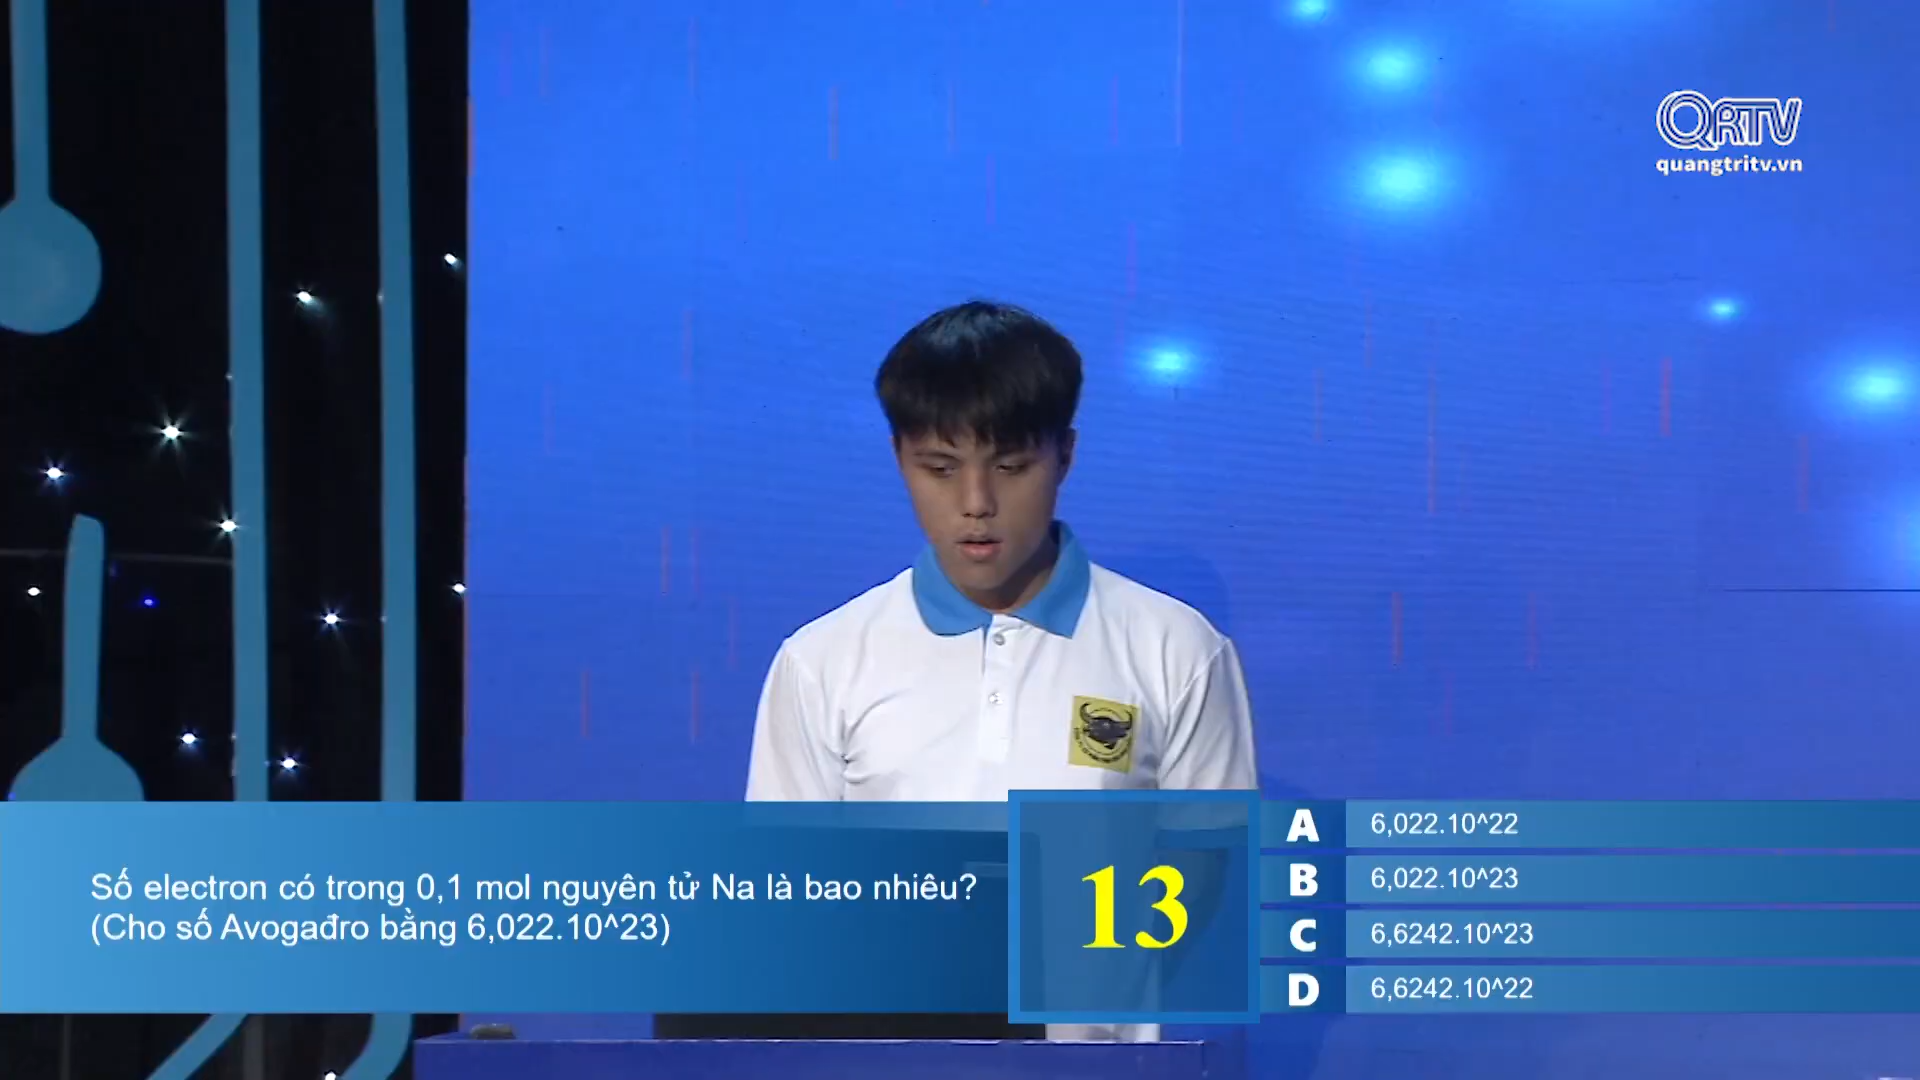 QRTV
quangtritv.vn
Số electron có trong 0,1 mol nguyên tử Na là bao nhiêu?
(Cho số Avogađro bằng 6,022.10^23)
13
A 6,022.10^22
B 6,022.10^23
C 6,6242.10^23
D 6,6242.10^22